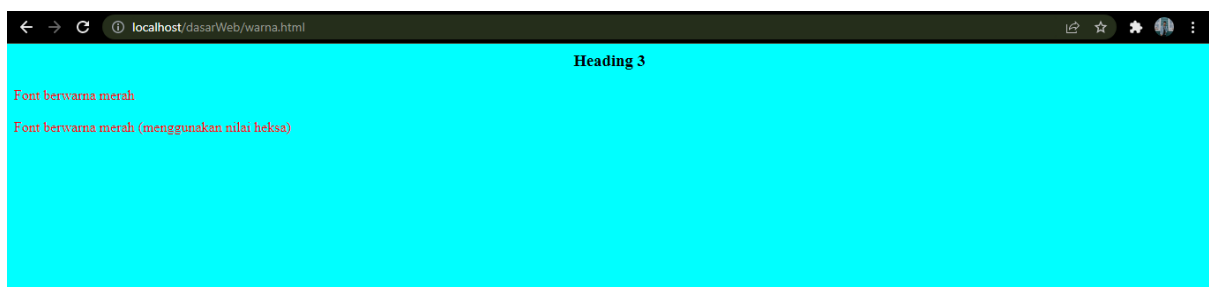 localhost/dasarWeb/warna.html
Heading 3
Font berwarna merah
Font berwarna merah (menggunakan nilai heksa)